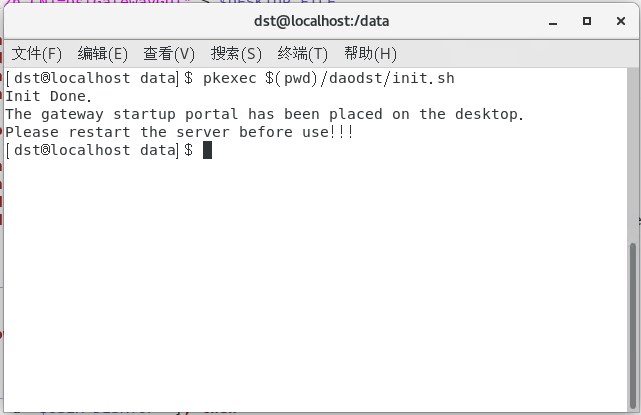 dst@localhost:/data
文件(F) 编辑(E) 查看(V) 搜索(S) 终端(T) 帮助(H)
[dst@localhost data]$ pkexec $(pwd)/daodst/init.sh
Init Done.
The gateway startup portal has been placed on the desktop.
Please restart the server before use!!!
[dst@localhost data]$